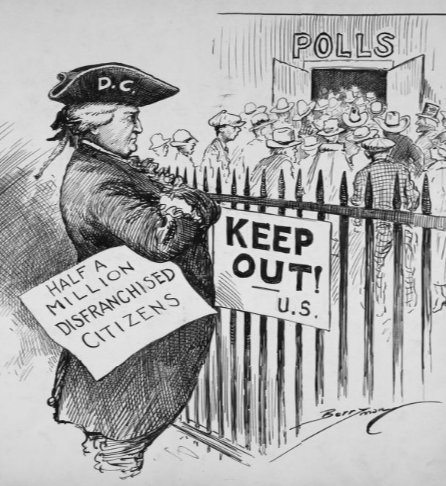 POLLS
D.C.
KEEP
OUT!
U.S.
HALF A
MILLION
DISFRANCHISED
CITIZENS
Berryman